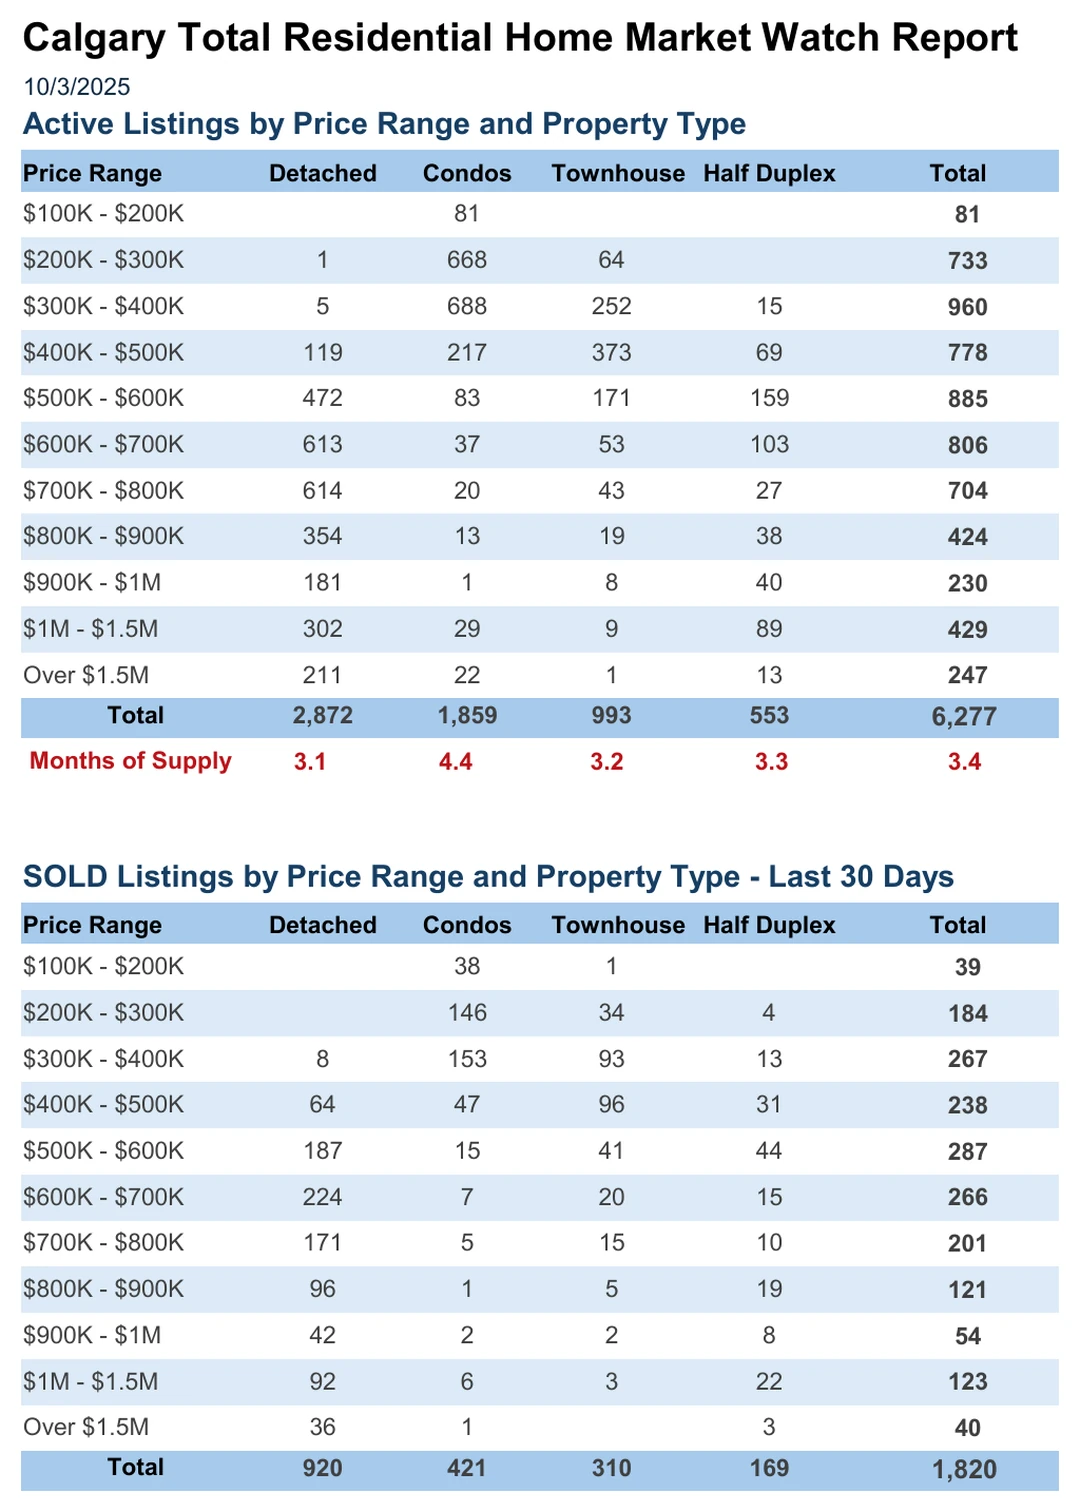 Calgary Total Residential Home Market Watch Report
10/3/2025
Active Listings by Price Range and Property Type
Price Range Detached Condos Townhouse Half Duplex Total
$100K - $200K 81 81
$200K - $300K 1 668 64 733
$300K - $400K 5 688 252 15 960
$400K - $500K 119 217 373 69 778
$500K - $600K 472 83 171 159 885
$600K - $700K 613 37 53 103 806
$700K - $800K 614 20 43 27 704
$800K - $900K 354 13 19 38 424
$900K - $1M 181 1 8 40 230
$1M - $1.5M 302 29 9 89 429
Over $1.5M 211 22 1 13 247
Total 2,872 1,859 993 553 6,277
Months of Supply 3.1 4.4 3.2 3.3 3.4
SOLD Listings by Price Range and Property Type - Last 30 Days
Price Range Detached Condos Townhouse Half Duplex Total
$100K - $200K 38 1 39
$200K - $300K 146 34 4 184
$300K - $400K 8 153 93 13 267
$400K - $500K 64 47 96 31 238
$500K - $600K 187 15 41 44 287
$600K - $700K 224 7 20 15 266
$700K - $800K 171 5 15 10 201
$800K - $900K 96 1 5 19 121
$900K - $1M 42 2 2 8 54
$1M - $1.5M 92 6 3 22 123
Over $1.5M 36 1 3 40
Total 920 421 310 169 1,820